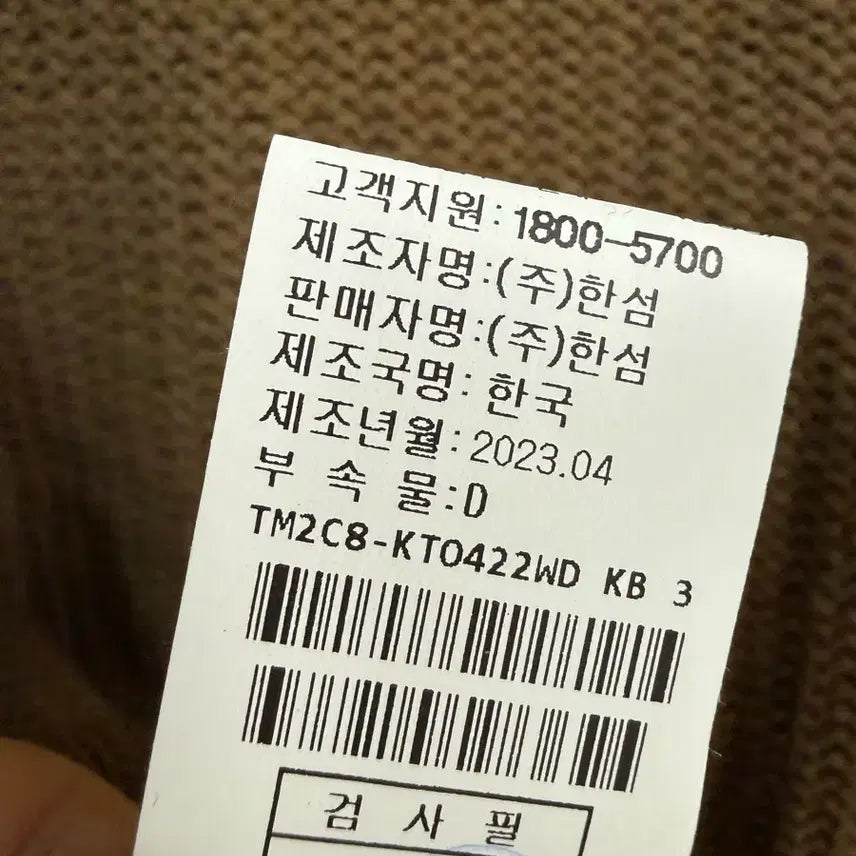 고객지원:1800-5700
제조자명:(주)한섬
판매자명:(주)한섬
제조국명: 한국
제조년월:2023.04
부 속 물:D
TM2C8-KTO422WD KB 3
검 사 필